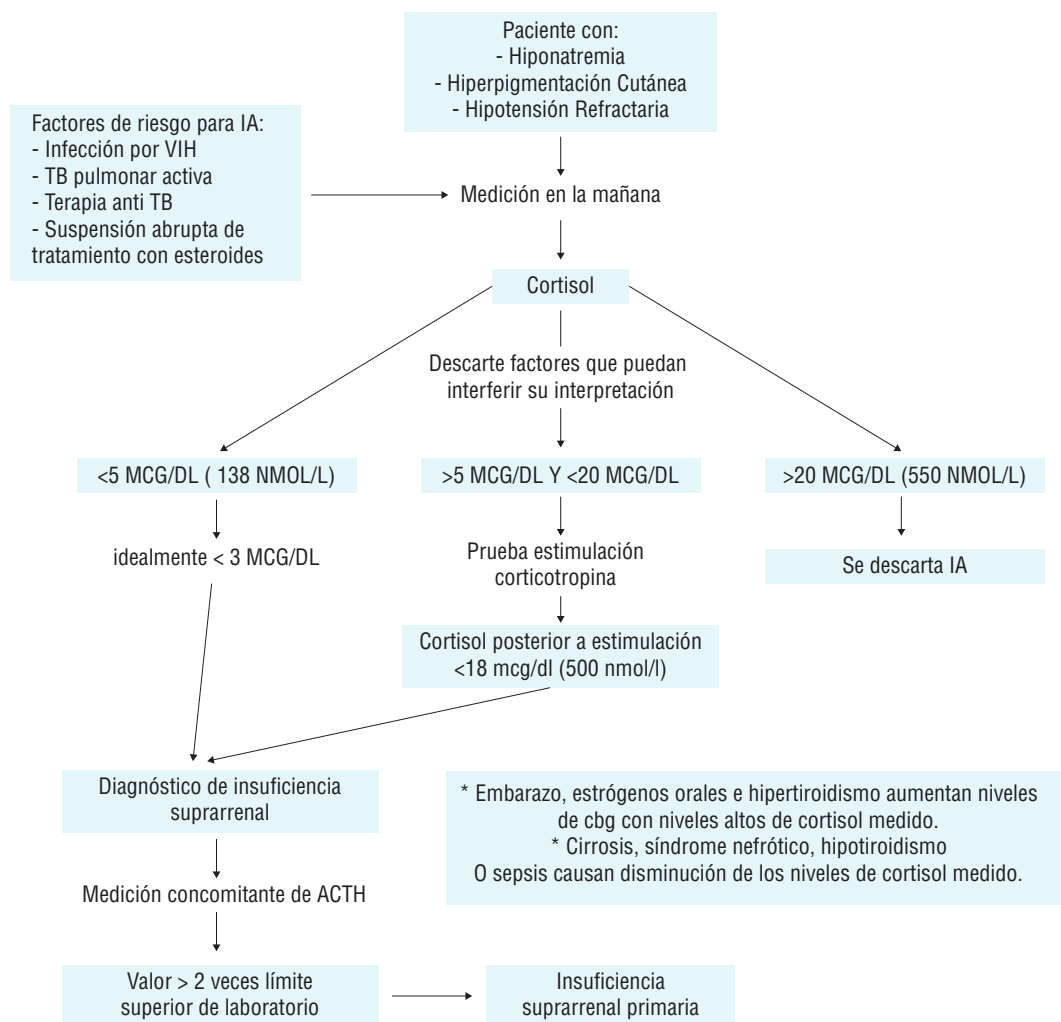 Paciente con:
- Hiponatremia
- Hiperpigmentación Cutánea
- Hipotensión Refractaria
Factores de riesgo para IA:
- Infección por VIH
- TB pulmonar activa
- Terapia anti TB
- Suspensión abrupta de
tratamiento con esteroides
Medición en la mañana
Cortisol
Descarte factores que puedan
interferir su interpretación
<5 MCG/DL ( 138 NMOL/L)
>5 MCG/DL Y <20 MCG/DL
>20 MCG/DL (550 NMOL/L)
idealmente < 3 MCG/DL
Prueba estimulación
corticotropina
Se descarta IA
Cortisol posterior a estimulación
<18 mcg/dl (500 nmol/l)
Diagnóstico de insuficiencia
suprarrenal
* Embarazo, estrógenos orales e hipertiroidismo aumentan niveles
de cbg con niveles altos de cortisol medido.
* Cirrosis, síndrome nefrótico, hipotiroidismo
O sepsis causan disminución de los niveles de cortisol medido.
Medición concomitante de ACTH
Valor > 2 veces límite
superior de laboratorio
Insuficiencia
suprarrenal primaria